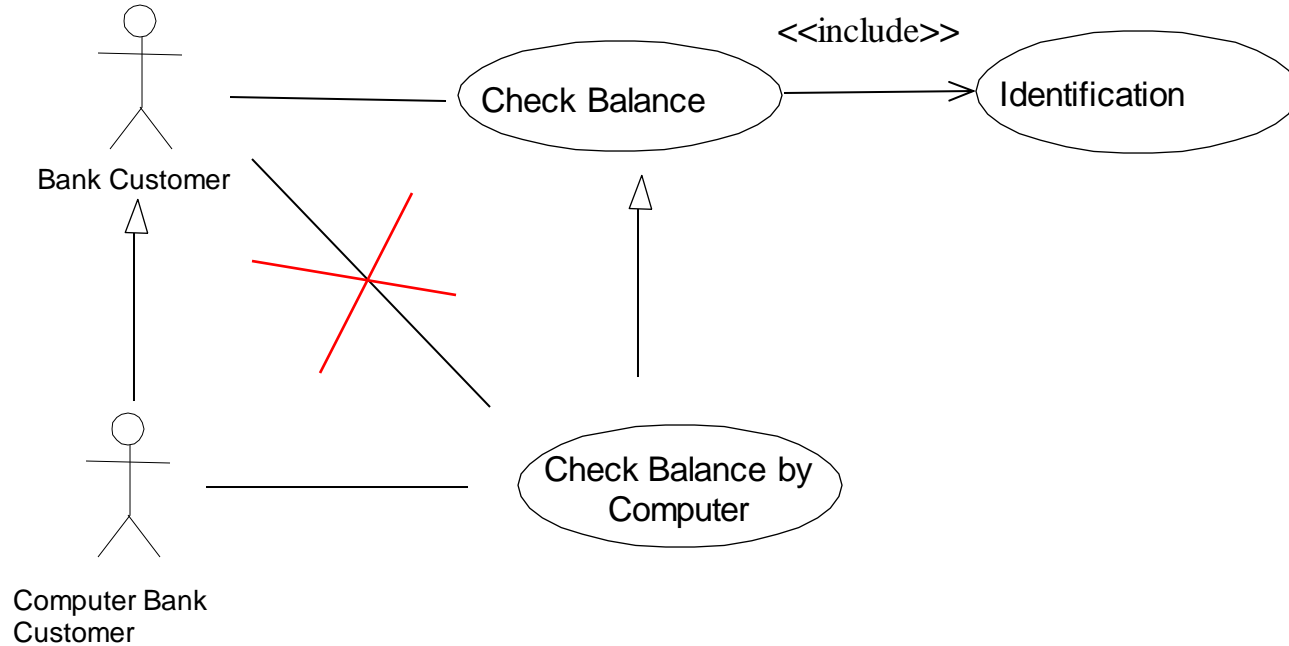 <<include>>
Check Balance
Identification
Bank Customer
Check Balance by
Computer
Computer Bank
Customer